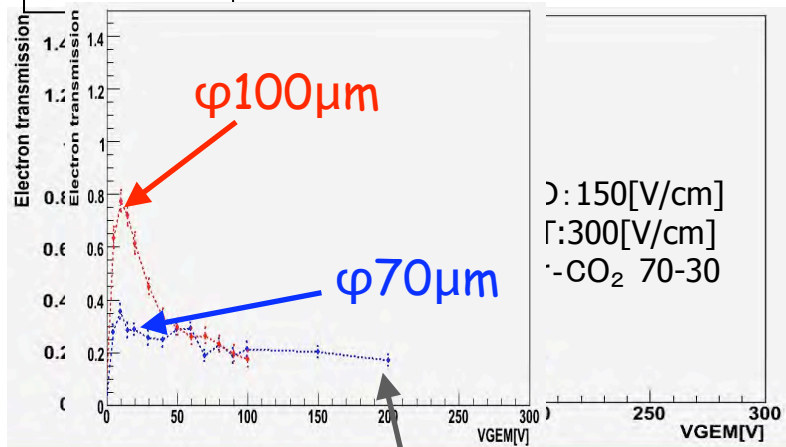 Electron transmission
Electron transmission
1.4
1.2
1
0.8
0.6
0.4
0.2
0
0.8
φ100μm
φ70μm
0
50
100
150
200
250
300
VGEM[V]
:150[V/cm]
:300[V/cm]
-CO₂ 70-30
250
300
VGEM[V]